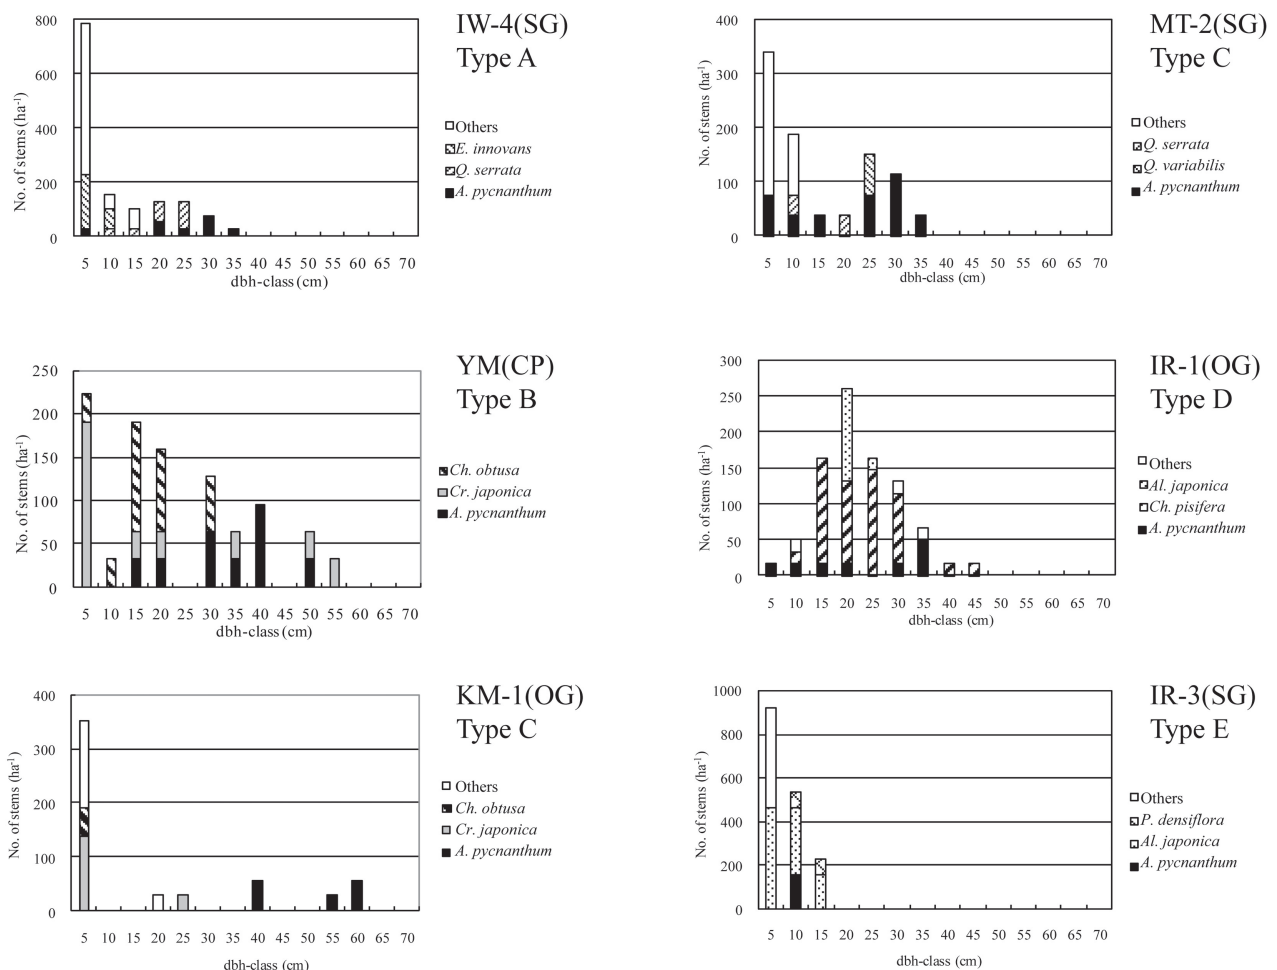 IW-4(SG)
Type A
No. of stems (ha-1)
800
600
400
200
0
5 10 15 20 25 30 35 40 45 50 55 60 65 70
dbh-class (cm)
Others
E. innovans
Q. serrata
A. pycnanthum
MT-2(SG)
Type C
No. of stems (ha-1)
400
300
200
100
0
5 10 15 20 25 30 35 40 45 50 55 60 65 70
dbh-class (cm)
Others
Q. serrata
Q. variabilis
A. pycnanthum
YM(CP)
Type B
No. of stems (ha-1)
250
200
150
100
50
0
5 10 15 20 25 30 35 40 45 50 55 60 65 70
dbh-class (cm)
Ch. obtusa
Cr. japonica
A. pycnanthum
IR-1(OG)
Type D
No. of stems (ha-1)
300
250
200
150
100
50
0
5 10 15 20 25 30 35 40 45 50 55 60 65 70
dbh-class (cm)
Others
Al. japonica
Ch. pisifera
A. pycnanthum
KM-1(OG)
Type C
No. of stems (ha-1)
400
300
200
100
0
5 10 15 20 25 30 35 40 45 50 55 60 65 70
dbh-class (cm)
Others
Ch. obtusa
Cr. japonica
A. pycnanthum
IR-3(SG)
Type E
No. of stems (ha-1)
1000
800
600
400
200
0
5 10 15 20 25 30 35 40 45 50 55 60 65 70
dbh-class (cm)
Others
P. densiflora
Al. japonica
A. pycnanthum